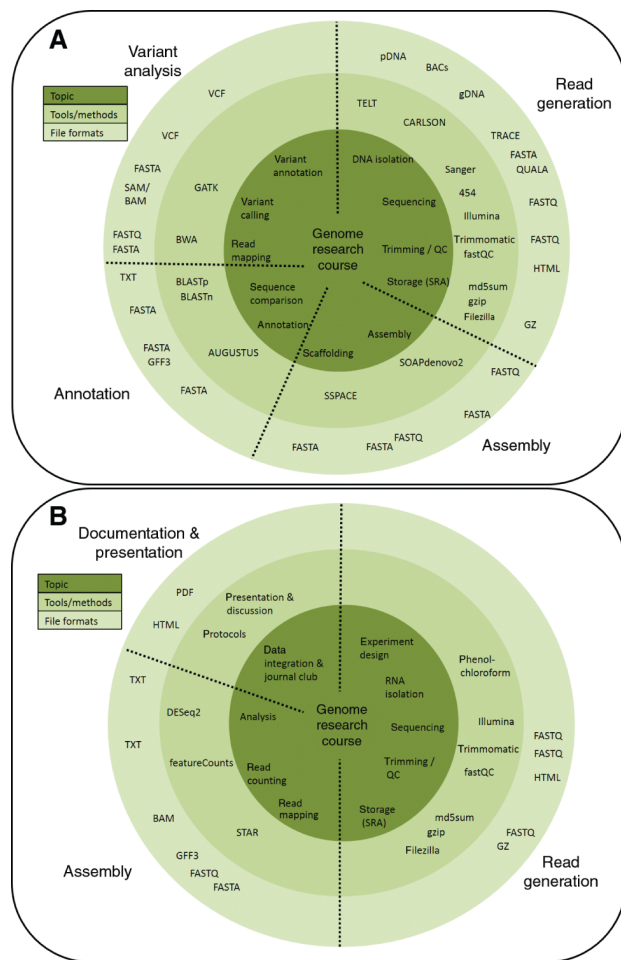 A
Variant
analysis
Topic
Tools/methods
File formats
Read
generation
pDNA
BACs
gDNA
TRACE
FASTA
QUALA
FASTQ
FASTQ
HTML
GZ
VCF
VCF
FASTA
SAM/
BAM
FASTQ
FASTA
TELT
CARLSON
Sanger
454
Illumina
Trimmomatic
fastQC
md5sum
gzip
Filezilla
GATK
BWA
Variant
annotation
Variant
calling
Read
mapping
DNA isolation
Sequencing
Trimming / QC
Storage (SRA)
Genome
research
course
Sequence
comparison
Annotation
Scaffolding
Assembly
BLASTp
BLASTn
AUGUSTUS
SSPACE
SOAPdenovo2
TXT
FASTA
FASTA
GFF3
FASTA
FASTA
FASTA
FASTQ
FASTA
FASTQ
Annotation
Assembly
B
Documentation &
presentation
Topic
Tools/methods
File formats
PDF
HTML
Presentation &
discussion
Protocols
Data
integration &
journal club
Experiment
design
RNA
isolation
Sequencing
Trimming /
QC
Storage
(SRA)
Genome
research
course
Analysis
Read
counting
Read
mapping
Phenol-
chloroform
Illumina
Trimmomatic
fastQC
md5sum
gzip
Filezilla
FASTQ
FASTQ
HTML
FASTQ
GZ
TXT
TXT
DESeq2
featureCounts
STAR
BAM
GFF3
FASTQ
FASTA
Assembly
Read
generation